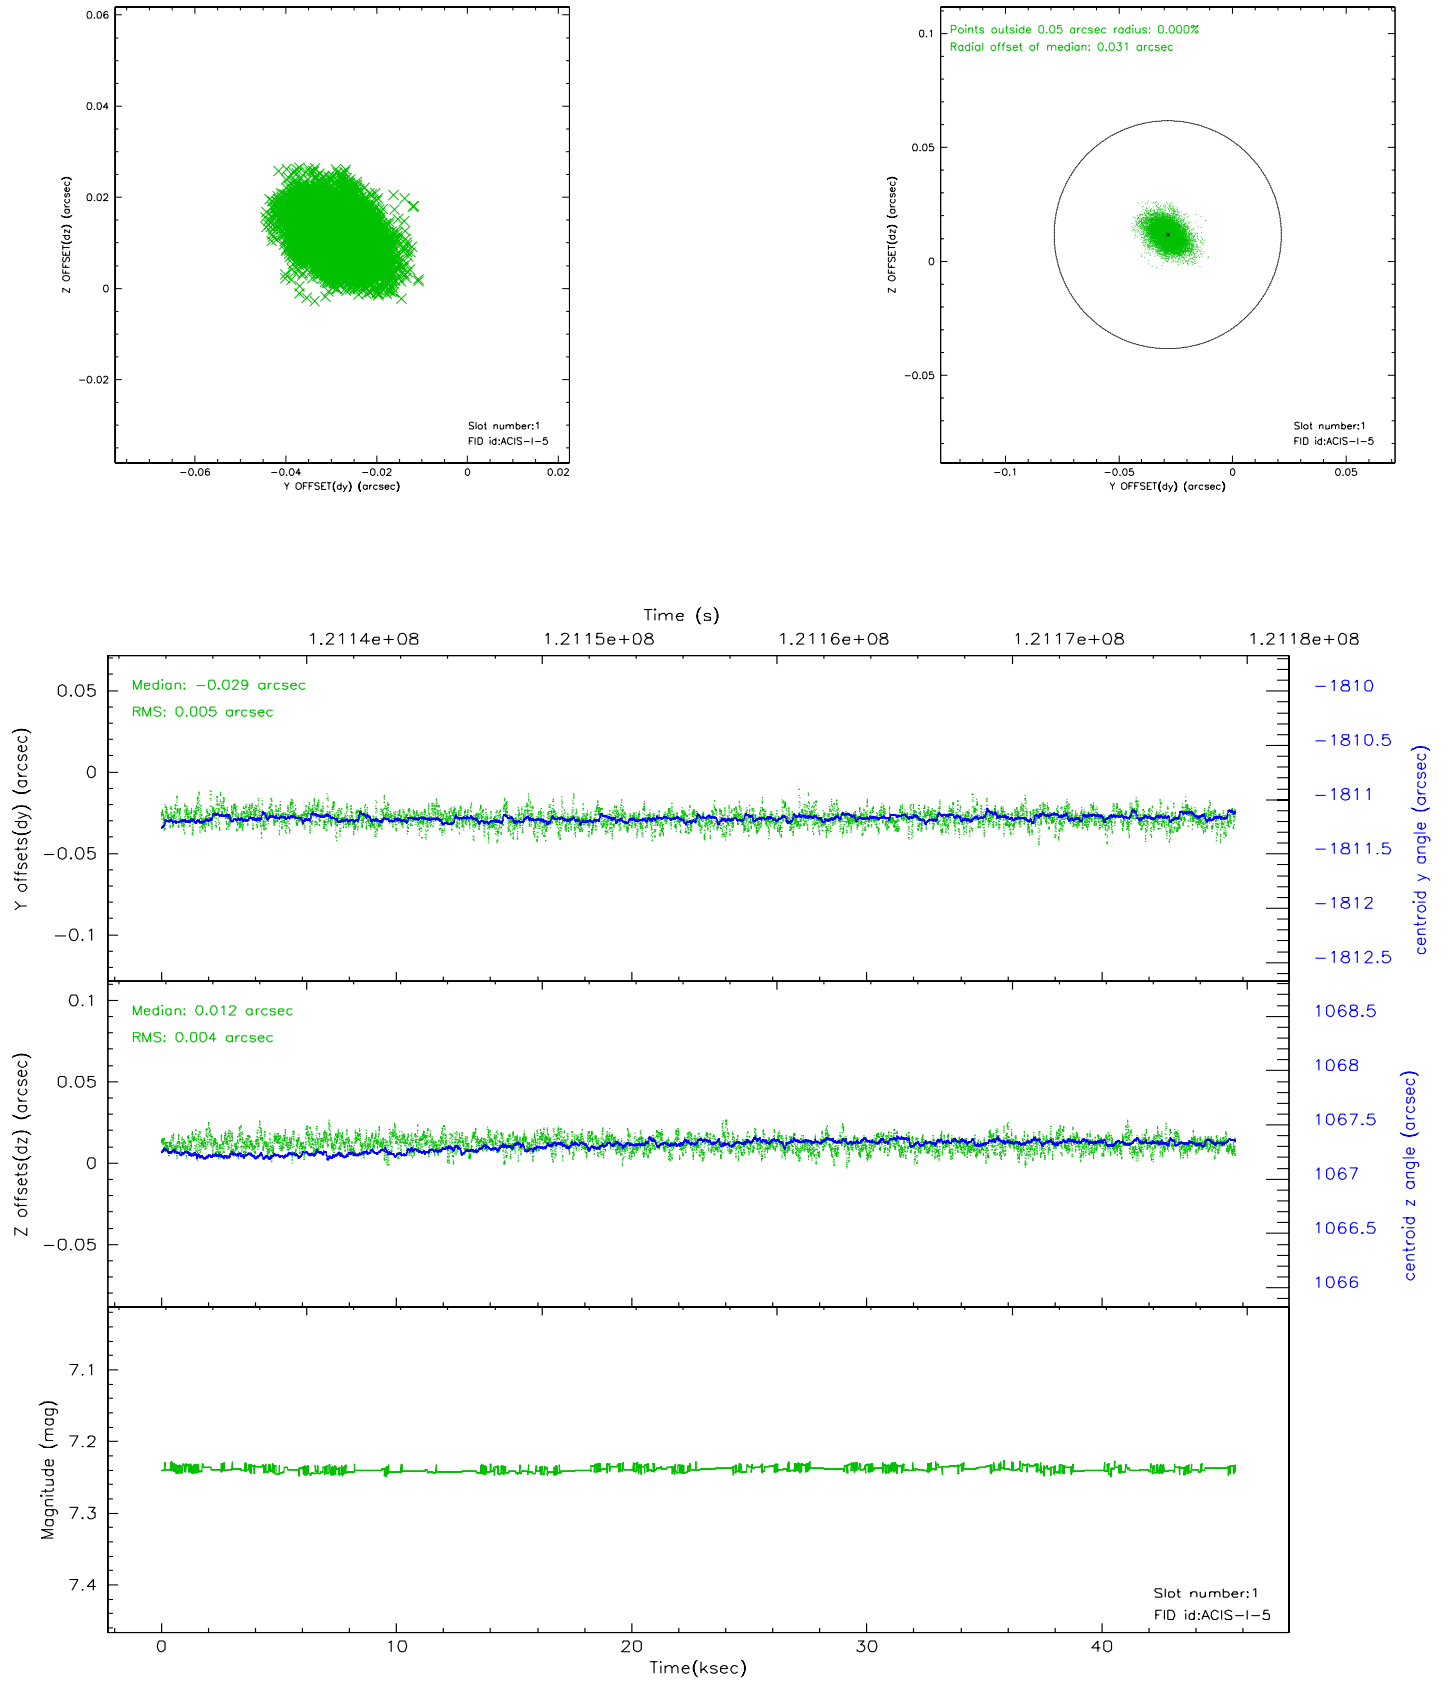 0.06
0.04
0.02
0
−0.02
Z OFFSET(dz) (arcsec)
Slot number:1
FID id:ACIS−I−5
−0.06 −0.04 −0.02 0 0.02
Y OFFSET(dy) (arcsec)
Points outside 0.05 arcsec radius: 0.000%
Radial offset of median: 0.031 arcsec
0.1
0.05
0
−0.05
Z OFFSET(dz) (arcsec)
Slot number:1
FID id:ACIS−I−5
−0.1 −0.05 0 0.05
Y OFFSET(dy) (arcsec)
Time (s)
1.2114e+08 1.2115e+08 1.2116e+08 1.2117e+08 1.2118e+08
Median: −0.029 arcsec
RMS: 0.005 arcsec
0.05
0
−0.05
−0.1
Y offsets(dy) (arcsec)
−1810
−1810.5
−1811
−1811.5
−1812
−1812.5
centroid y angle (arcsec)
Median: 0.012 arcsec
RMS: 0.004 arcsec
0.1
0.05
0
−0.05
Z offsets(dz) (arcsec)
1068.5
1068
1067.5
1067
1066.5
1066
centroid z angle (arcsec)
7.1
7.2
7.3
7.4
Magnitude (mag)
Slot number:1
FID id:ACIS−I−5
0 10 20 30 40
Time(ksec)